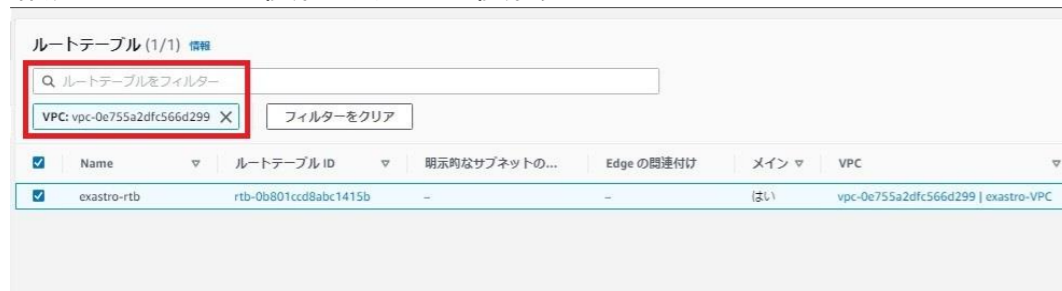 ルートテーブル (1/1) 情報
ルートテーブルをフィルター
VPC: vpc-0e755a2dfc566d299 フィルターをクリア
Name ルートテーブル ID 明示的なサブネットの... Edge の関連付け メイン VPC
exastro-rtb rtb-0b801ccd8abc1415b – – はい vpc-0e755a2dfc566d299 | exastro-VPC